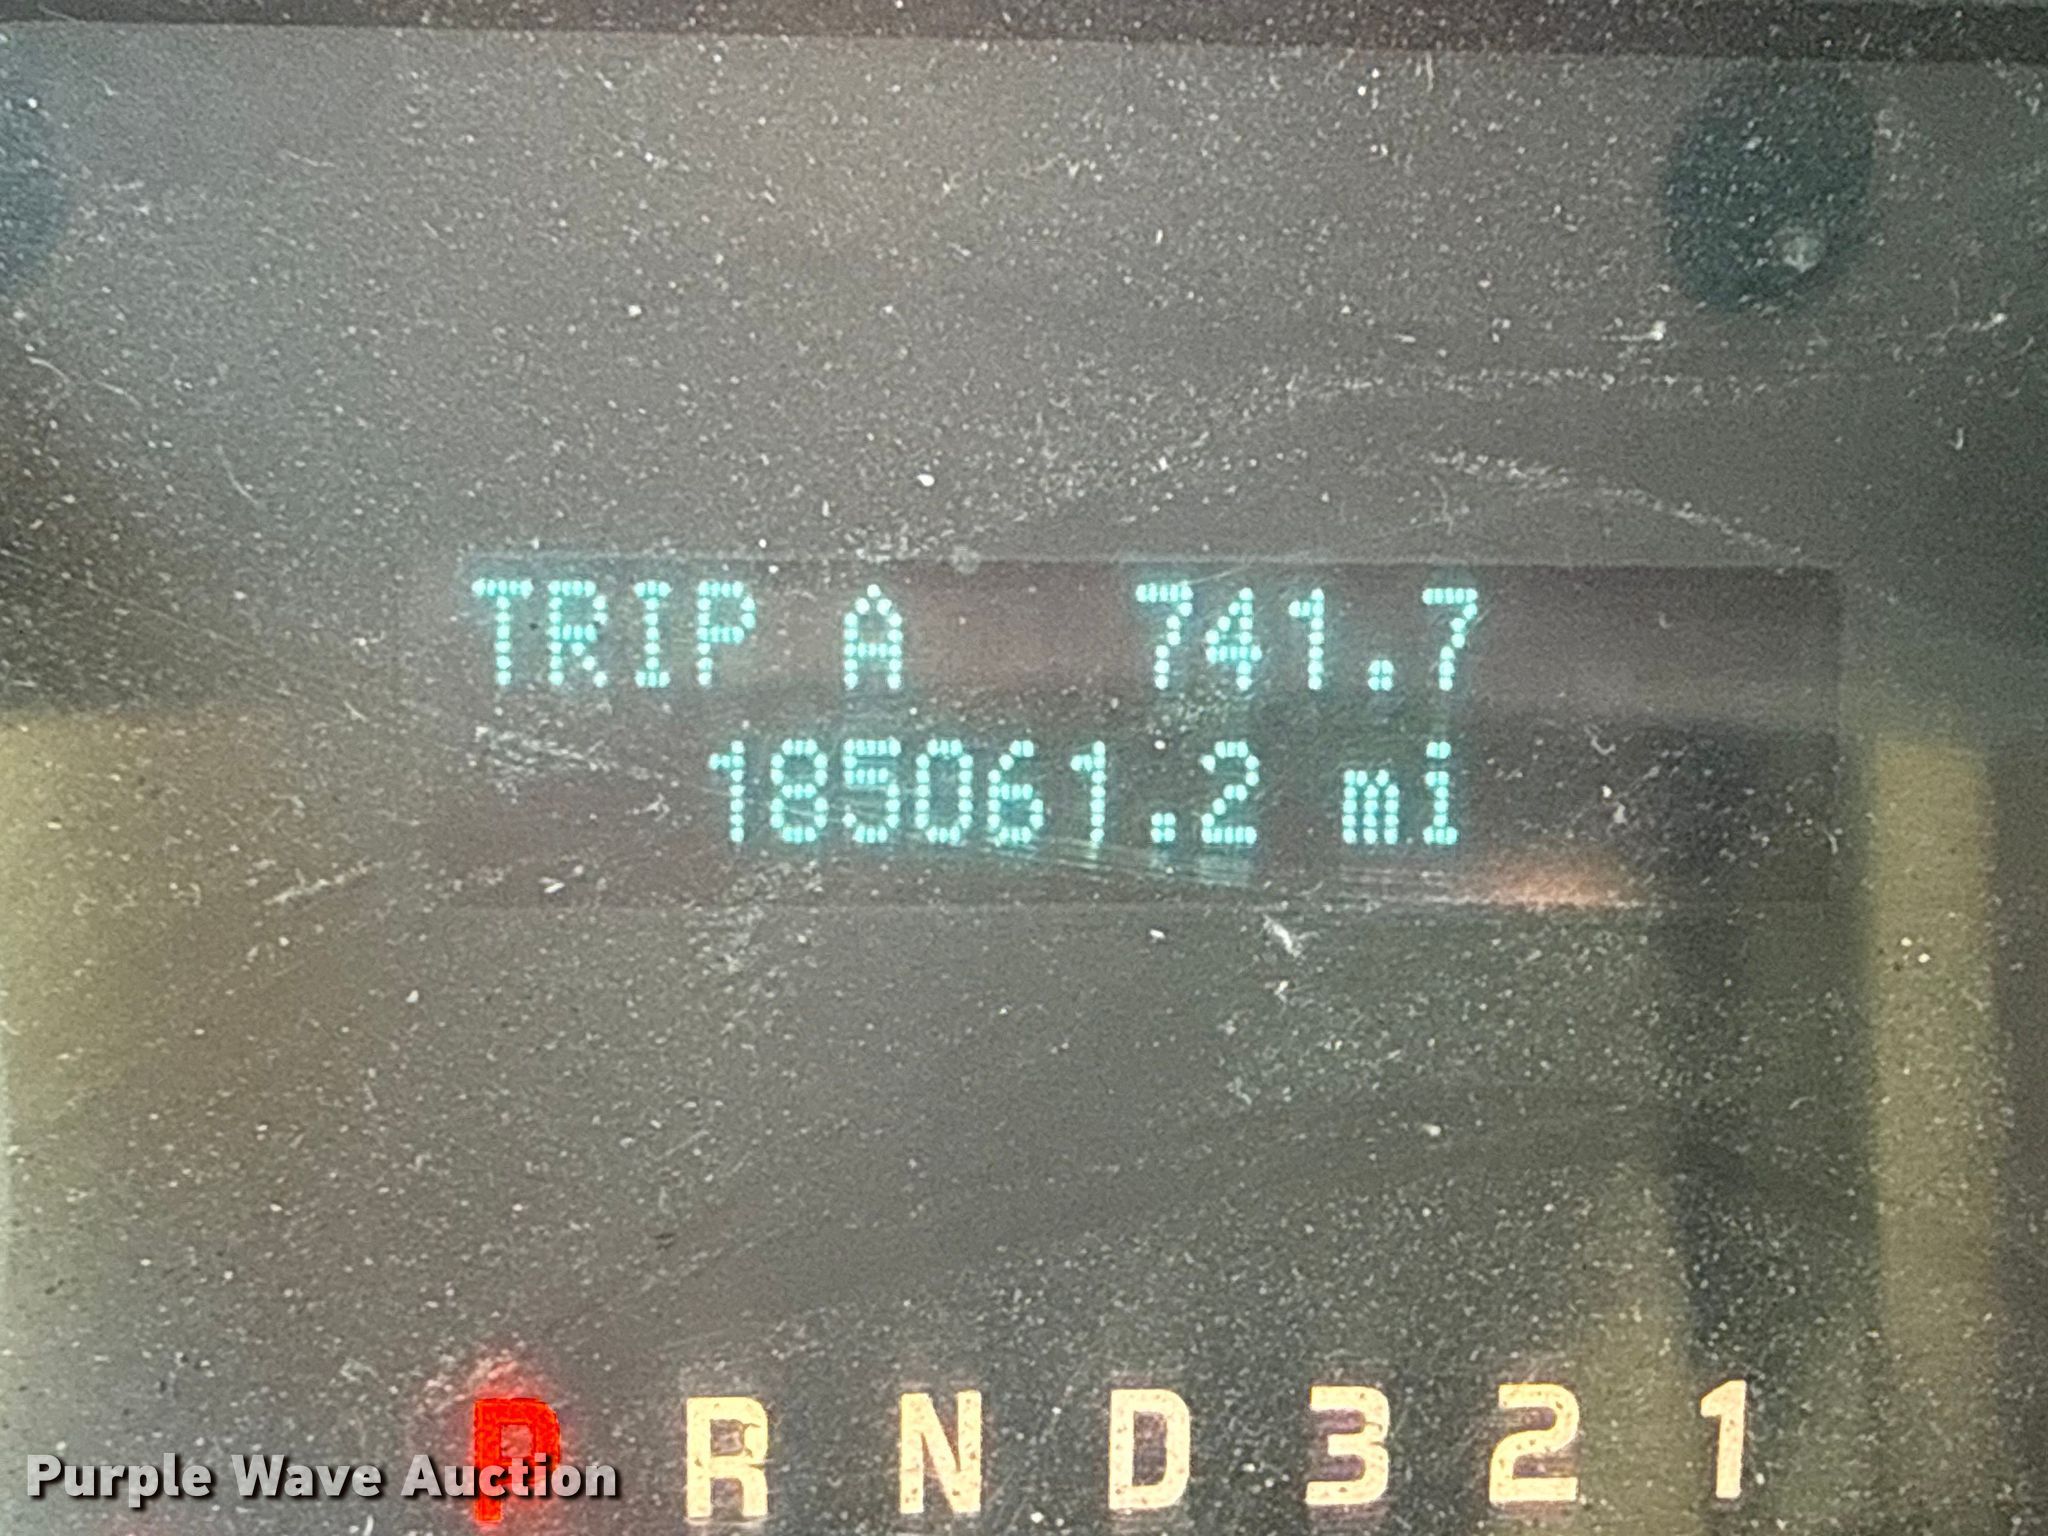 TRIP A 741.7
185061.2 mi
P R N D 3 2 1
Purple Wave Auction